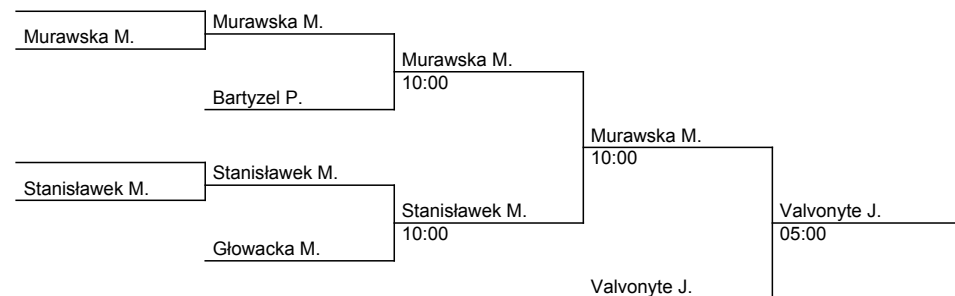 Murawska M.
Murawska M.
Bartyzel P.
Murawska M.
10:00
Stanisławek M.
Stanisławek M.
Głowacka M.
Stanisławek M.
10:00
Murawska M.
10:00
Valvonyte J.
Valvonyte J.
05:00